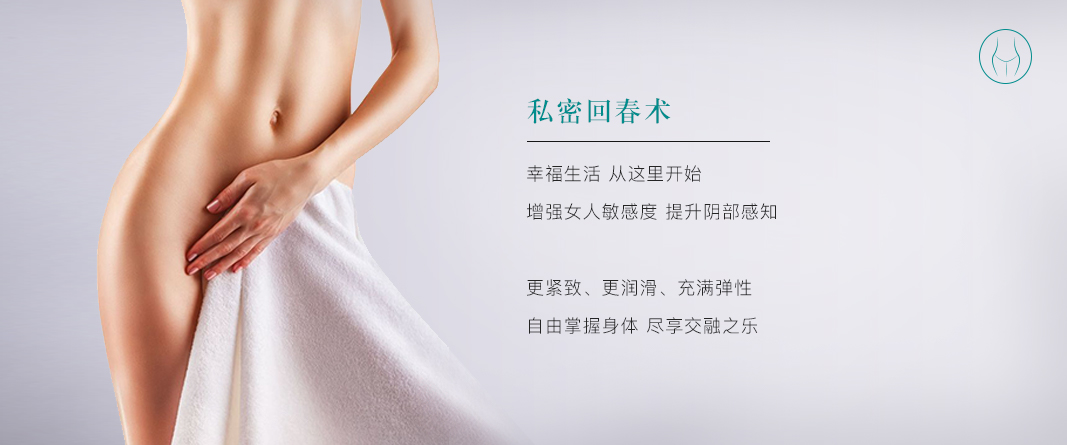 私密回春术
幸福生活 从这里开始
增强女人敏感度 提升阴部感知
更紧致、更润滑、充满弹性
自由掌握身体 尽享交融之乐